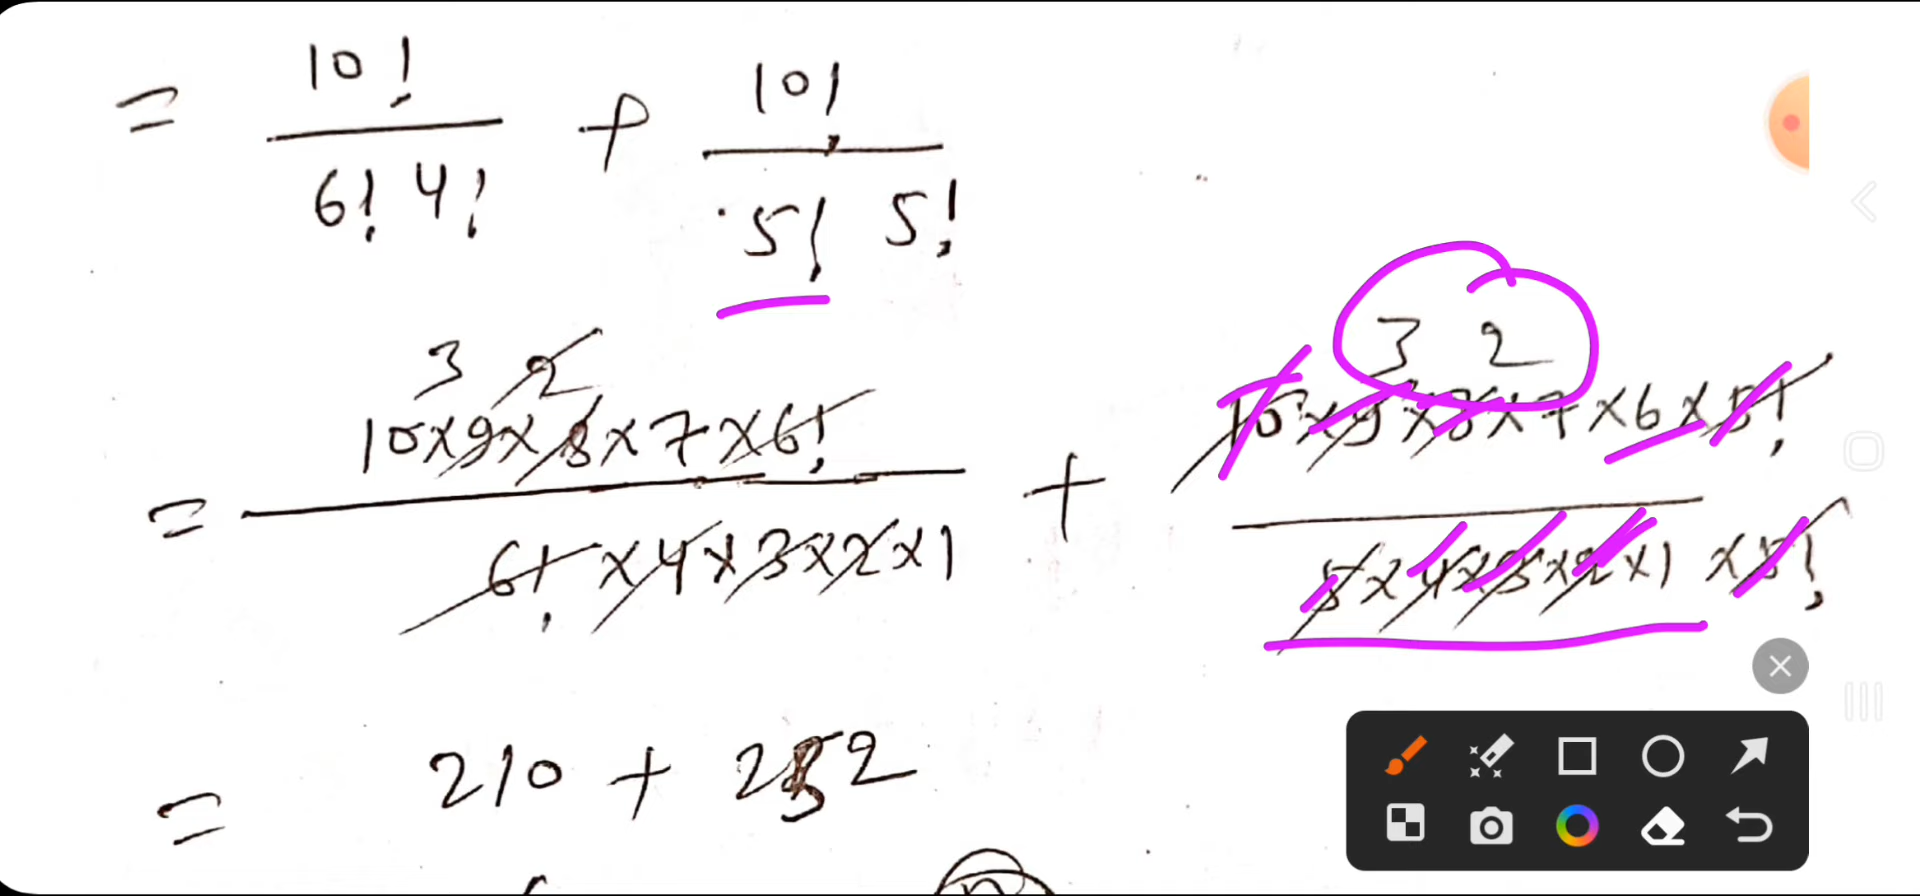 = 10! / 6! 4! + 10! / 5! 5!
3 2 3 2
= 10×9×8×7×6! / 6!×4×3×2×1 + 10×9×8×7×6×5! / 5×4×3×2×1×5!
= 210 + 252